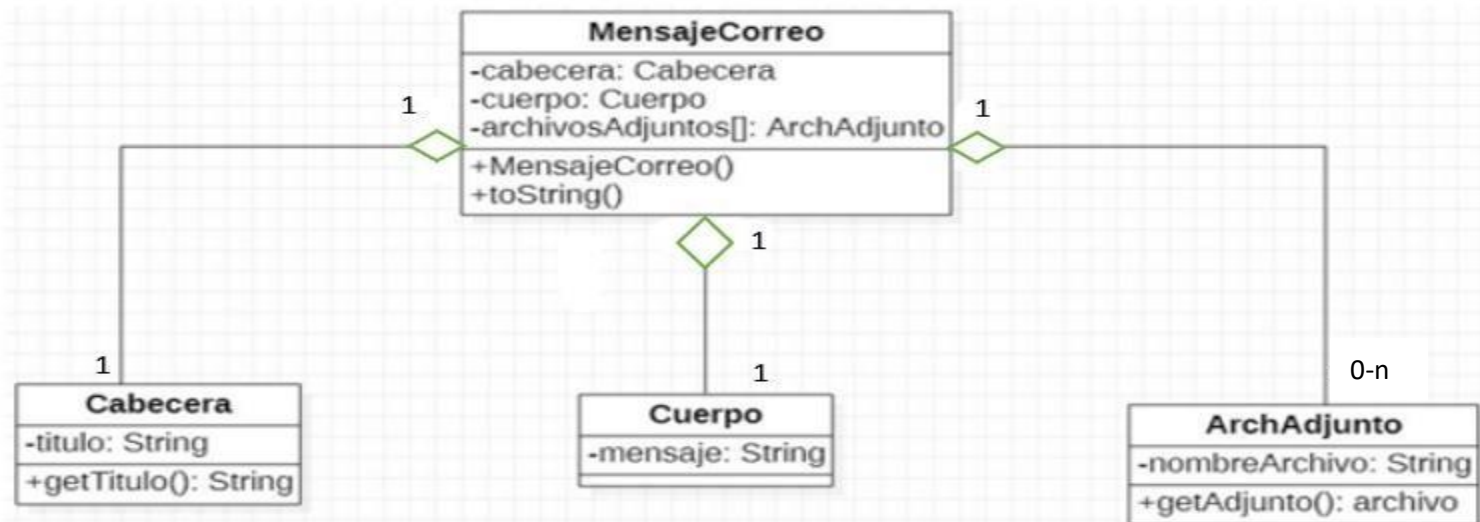 MensajeCorreo
-cabecera: Cabecera
-cuerpo: Cuerpo
-archivosAdjuntos[]: ArchAdjunto
+MensajeCorreo()
+toString()
1
1
1
1
1
0-n
Cabecera
-titulo: String
+getTitulo(): String
Cuerpo
-mensaje: String
ArchAdjunto
-nombreArchivo: String
+getAdjunto(): archivo